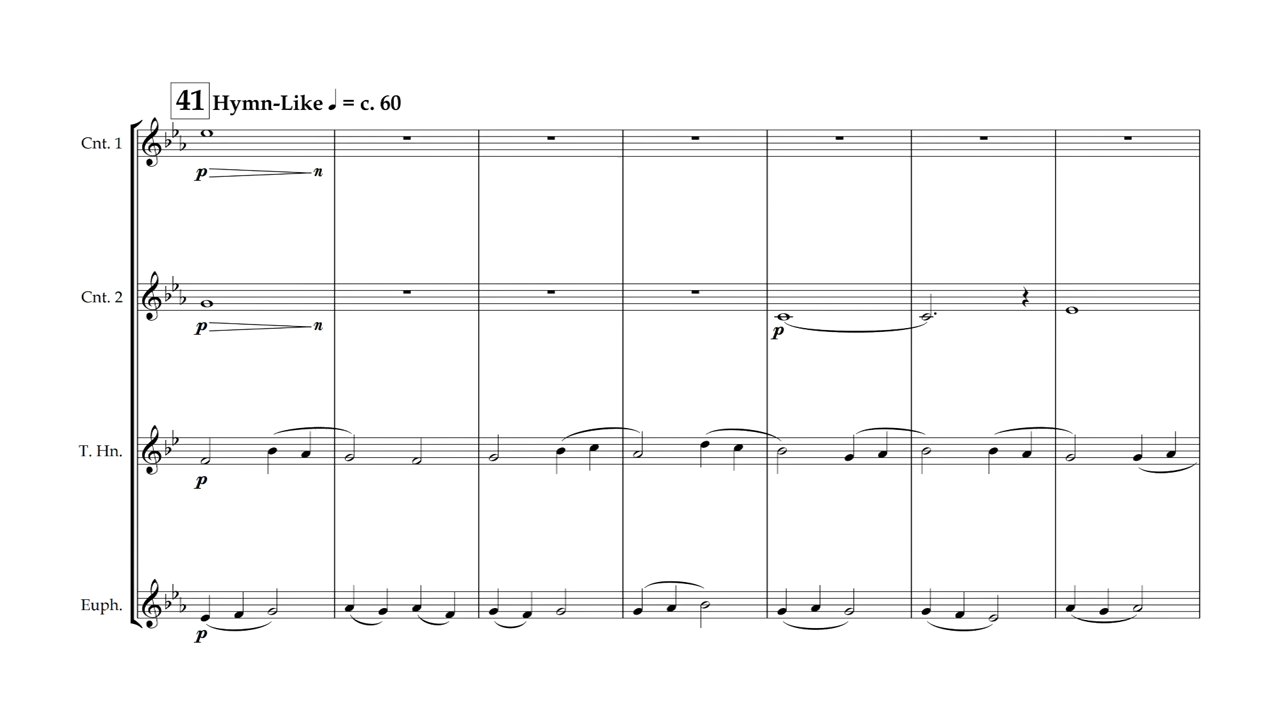 41 Hymn-Like ♩ = c. 60
Cnt. 1
p n
Cnt. 2
p n p
T. Hn.
p
Euph.
p